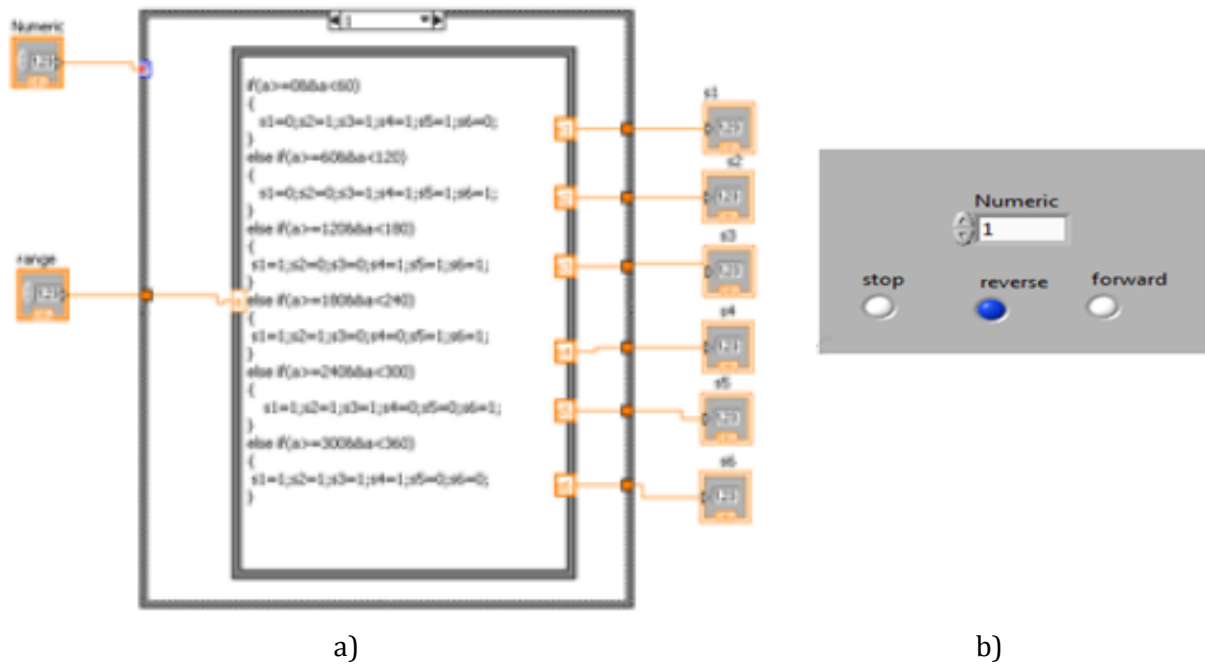 Numeric
1
if(a>=0&&a<60)
{
s1=0;s2=1;s3=1;s4=1;s5=1;s6=0;
}
else if(a>=60&&a<120)
{
s1=0;s2=0;s3=1;s4=1;s5=1;s6=1;
}
else if(a>=120&&a<180)
{
s1=1;s2=0;s3=0;s4=1;s5=1;s6=1;
}
else if(a>=180&&a<240)
{
s1=1;s2=1;s3=0;s4=0;s5=1;s6=1;
}
else if(a>=240&&a<300)
{
s1=1;s2=1;s3=1;s4=0;s5=0;s6=1;
}
else if(a>=300&&a<360)
{
s1=1;s2=1;s3=1;s4=1;s5=0;s6=0;
}
range
s1
s2
s3
s4
s5
s6
Numeric
1
stop
reverse
forward
a)
b)